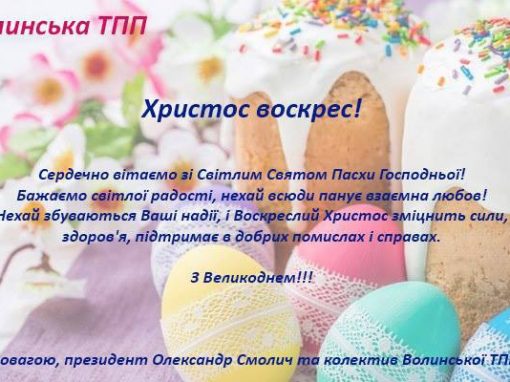 линська ТПП
Христос воскрес!
Сердечно вітаємо зі Світлим Святом Пасхи Господньої!
Бажаємо світлої радості, нехай всюди панує взаємна любов!
Нехай збуваються Ваші надії, і Воскреслий Христос зміцнить сили,
здоров'я, підтримає в добрих помислах і справах.
З Великоднем!!!
овагою, президент Олександр Смолич та колектив Волинської ТП